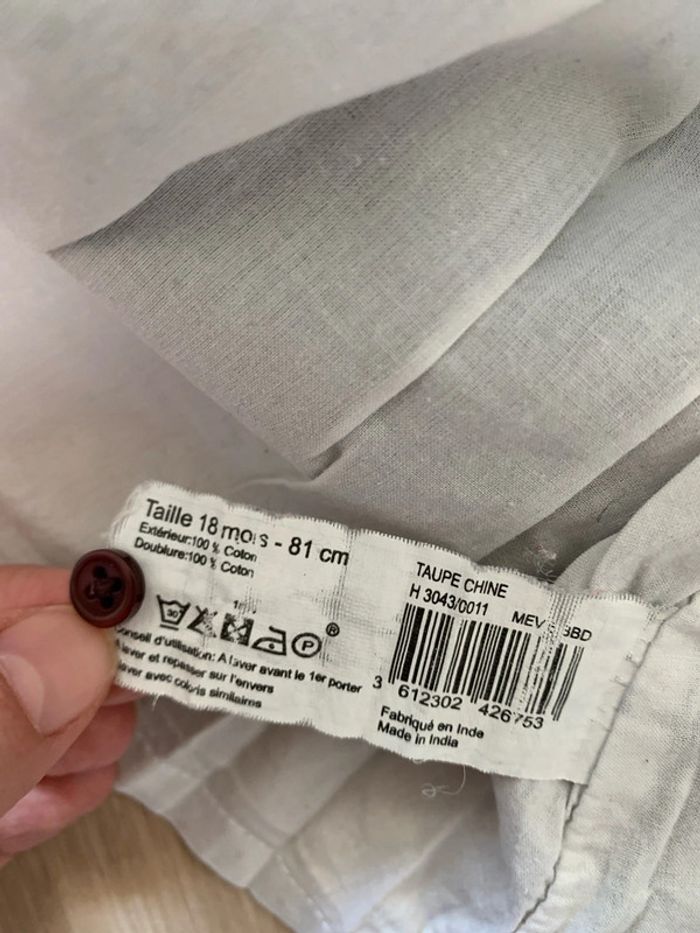 Taille 18 mois - 81 cm
Extérieur:100 % Coton
Doublure:100 % Coton
30
P
®
Conseil d'utilisation: A laver avant le 1er porter
A laver et repasser sur l'envers
laver avec coloris similaires
TAUPE CHINE
H 3043/0011
3 612302 426753
Fabriqué en Inde
Made in India